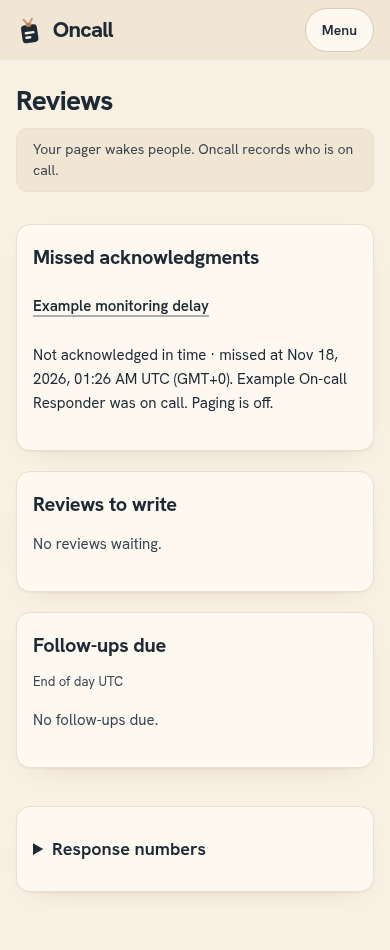 Oncall
Menu
Reviews
Your pager wakes people. Oncall records who is on
call.
Missed acknowledgments
Example monitoring delay
Not acknowledged in time · missed at Nov 18,
2026, 01:26 AM UTC (GMT+0). Example On-call
Responder was on call. Paging is off.
Reviews to write
No reviews waiting.
Follow-ups due
End of day UTC
No follow-ups due.
Response numbers